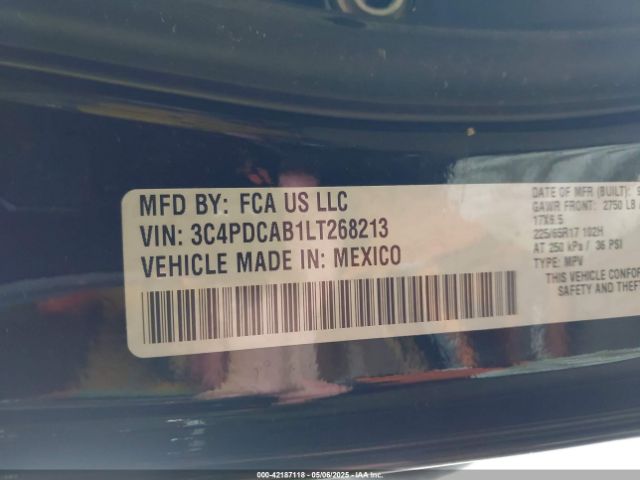 MFD BY: FCA US LLC
VIN: 3C4PDCAB1LT268213
VEHICLE MADE IN: MEXICO
DATE OF MFR (BUILT):
GAWR FRONT: 2750 LB
17X6.5
225/65R17 102H
AT 250 kPa / 36 PSI
TYPE: MPV
THIS VEHICLE CONFOR
SAFETY AND THEFT
000-42187118 - 05/06/2025 - IAA Inc.